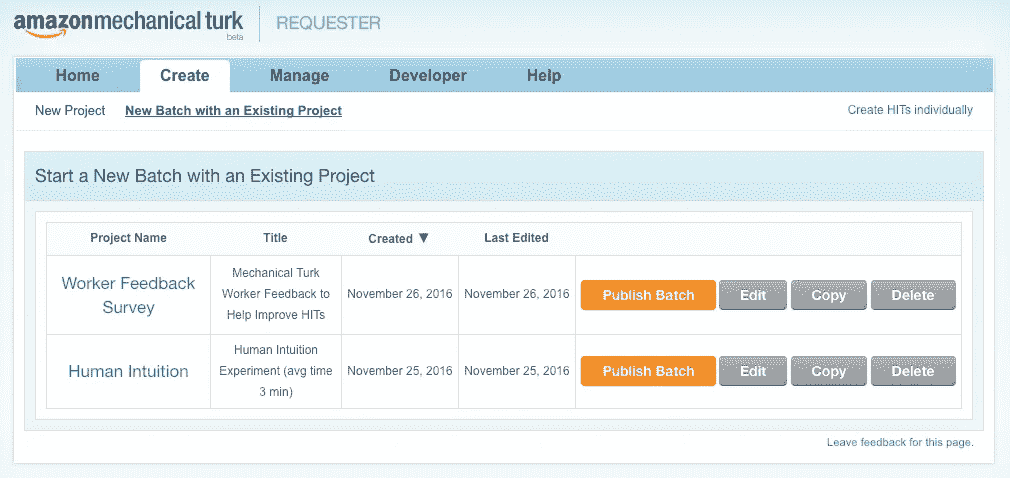 amazonmechanical turk
beta
REQUESTER
Home Create Manage Developer Help
New Project New Batch with an Existing Project Create HITs individually
Start a New Batch with an Existing Project
Project Name Title Created ▼ Last Edited
Worker Feedback Survey
Mechanical Turk
Worker Feedback to
Help Improve HITs
November 26, 2016 November 26, 2016 Publish Batch Edit Copy Delete
Human Intuition
Human Intuition
Experiment (avg time
3 min)
November 25, 2016 November 25, 2016 Publish Batch Edit Copy Delete
Leave feedback for this page.